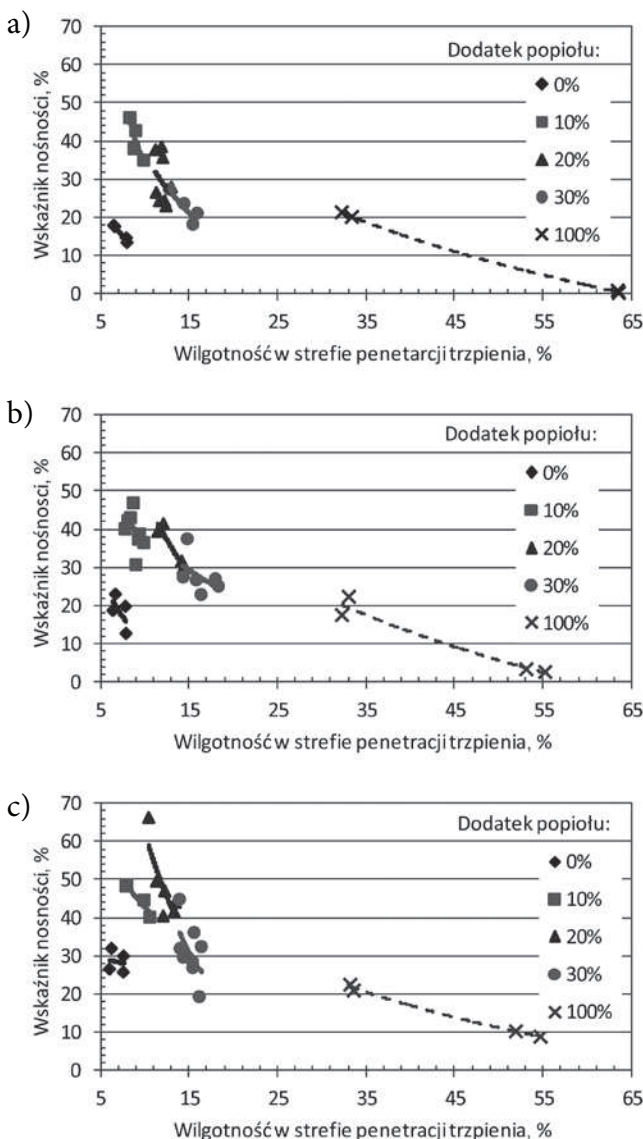 a)
Wskaźnik nośności, %
70
60
50
40
30
20
10
0
Dodatek popiołu:
0%
10%
20%
30%
100%
5 15 25 35 45 55 65
Wilgotność w strefie penetarcji trzpienia, %
b)
Wskaźnik nośnosci, %
70
60
50
40
30
20
10
0
Dodatek popiołu:
0%
10%
20%
30%
100%
5 15 25 35 45 55 65
Wilgotność w strefie penetracji trzpienia, %
c)
Wskaźnik nosności, %
70
60
50
40
30
20
10
0
Dodatek popiołu:
0%
10%
20%
30%
100%
5 15 25 35 45 55 65
Wilgotność w strefie penetracji trzpienia, %